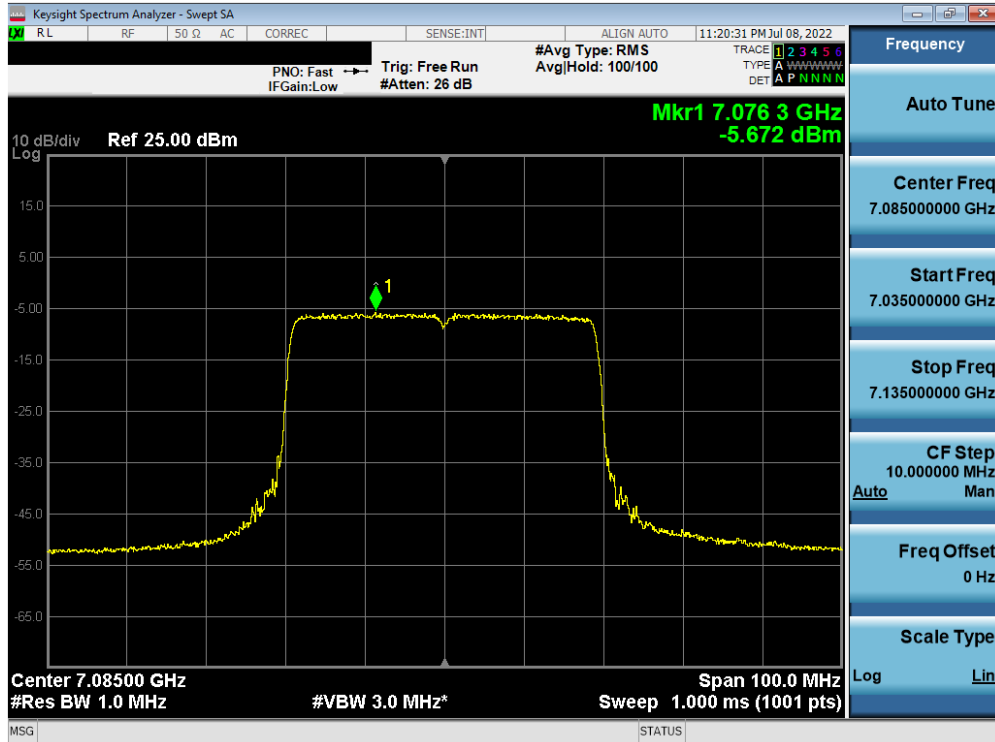 Keysight Spectrum Analyzer - Swept SA
LXI RL RF 50 Ω AC CORREC SENSE:INT ALIGN AUTO 11:20:31 PM Jul 08, 2022
PNO: Fast
IFGain:Low
Trig: Free Run
#Atten: 26 dB
#Avg Type: RMS
Avg|Hold: 100/100
TRACE 1 2 3 4 5 6
TYPE A WWWWW
DET A P N N N N
Mkr1 7.076 3 GHz
-5.672 dBm
10 dB/div Ref 25.00 dBm
Log
15.0
5.00
-5.00
-15.0
-25.0
-35.0
-45.0
-55.0
-65.0
1
Center 7.08500 GHz Span 100.0 MHz
#Res BW 1.0 MHz #VBW 3.0 MHz* Sweep 1.000 ms (1001 pts)
MSG STATUS
Frequency
Auto Tune
Center Freq
7.085000000 GHz
Start Freq
7.035000000 GHz
Stop Freq
7.135000000 GHz
CF Step
10.000000 MHz
Auto Man
Freq Offset
0 Hz
Scale Type
Log Lin